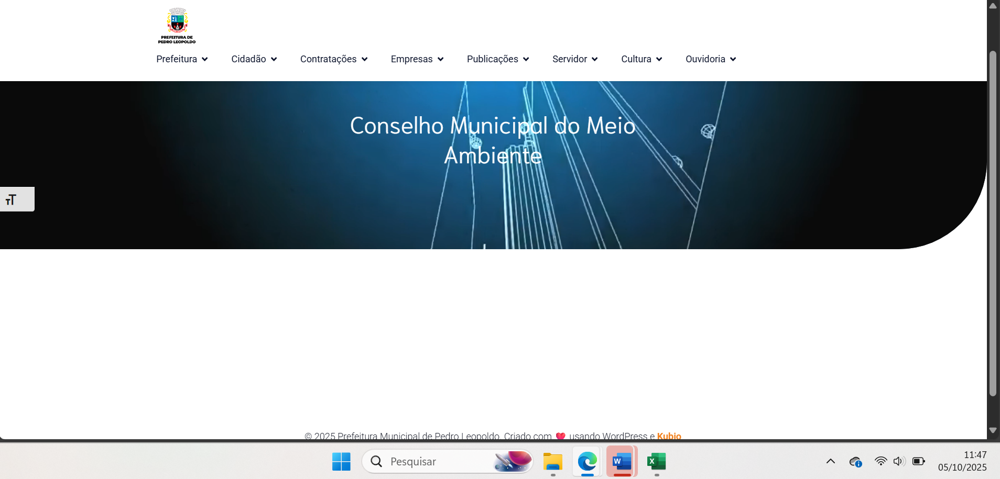 PREFEITURA DE
PEDRO LEOPOLDO
Prefeitura Cidadão Contratações Empresas Publicações Servidor Cultura Ouvidoria
Conselho Municipal do Meio
Ambiente
TT
© 2025 Prefeitura Municipal de Pedro Leopoldo. Criado com ❤ usando WordPress e Kubio
Pesquisar
W
X
11:47
05/10/2025